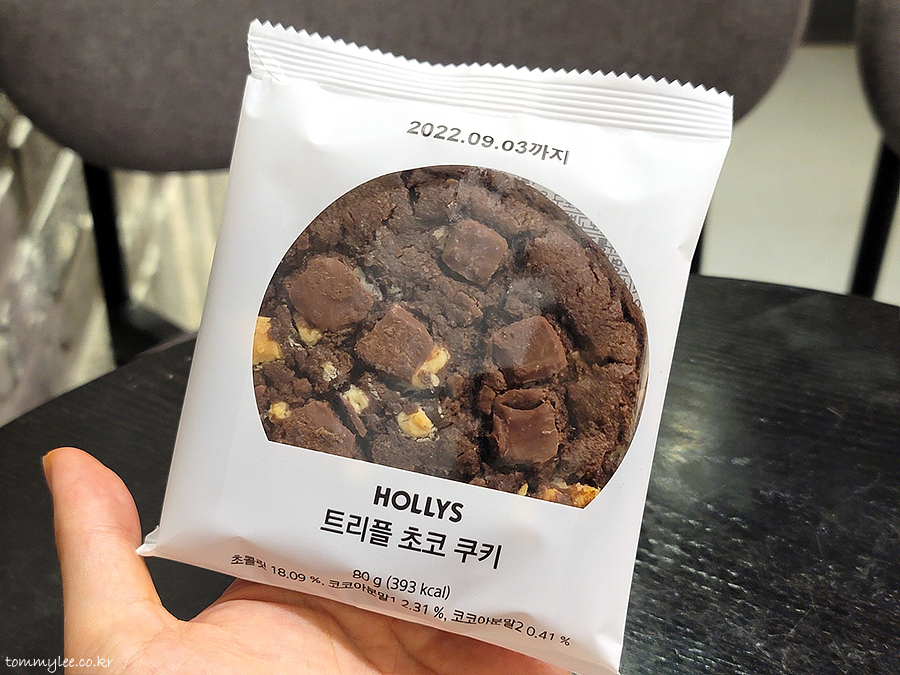 2022.09.03까지
HOLLYS
트리플 초코 쿠키
80 g (393 kcal)
초콜릿 18.09 %, 코코아분말1 2.31 %, 코코아분말2 0.41 %
tommylee.co.kr